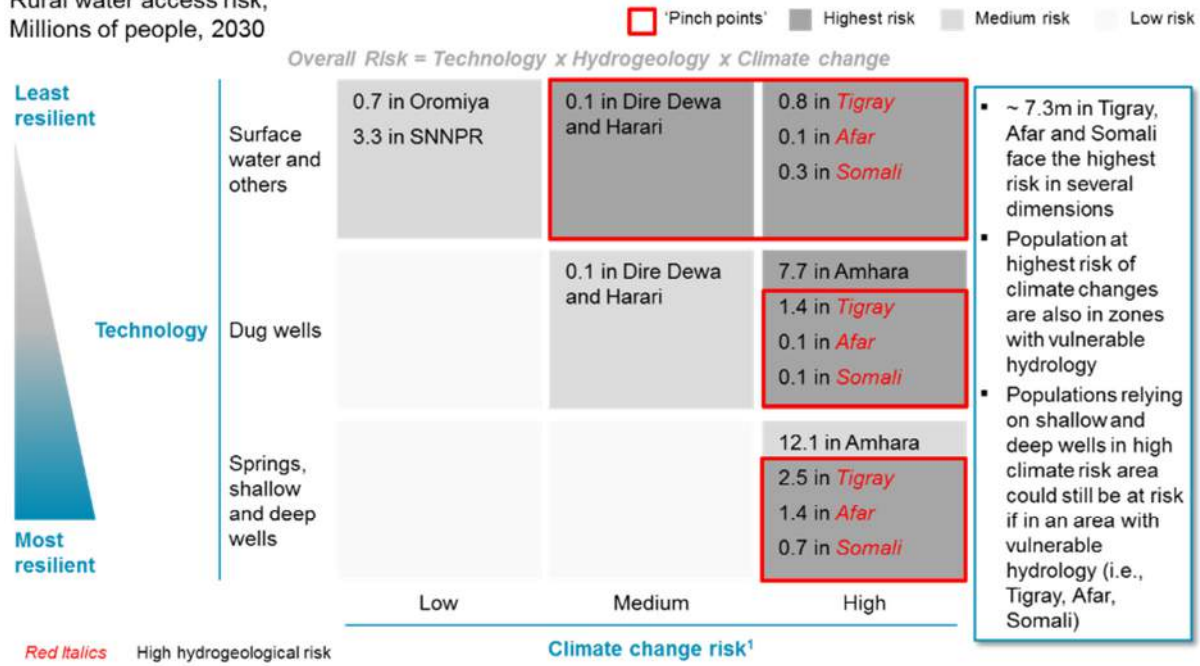 Rural water access risk,
Millions of people, 2030
'Pinch points'
Highest risk
Medium risk
Low risk
Overall Risk = Technology x Hydrogeology x Climate change
Least
resilient
Technology
Most
resilient
Surface
water and
others
0.7 in Oromiya
3.3 in SNNPR
0.1 in Dire Dewa
and Harari
0.8 in Tigray
0.1 in Afar
0.3 in Somali
Dug wells
0.1 in Dire Dewa
and Harari
7.7 in Amhara
1.4 in Tigray
0.1 in Afar
0.1 in Somali
Springs,
shallow
and deep
wells
12.1 in Amhara
2.5 in Tigray
1.4 in Afar
0.7 in Somali
Low
Medium
High
Climate change risk¹
▪ ~ 7.3m in Tigray,
Afar and Somali
face the highest
risk in several
dimensions
▪ Population at
highest risk of
climate changes
are also in zones
with vulnerable
hydrology
▪ Populations relying
on shallow and
deep wells in high
climate risk area
could still be at risk
if in an area with
vulnerable
hydrology (i.e.,
Tigray, Afar,
Somali)
Red Italics High hydrogeological risk